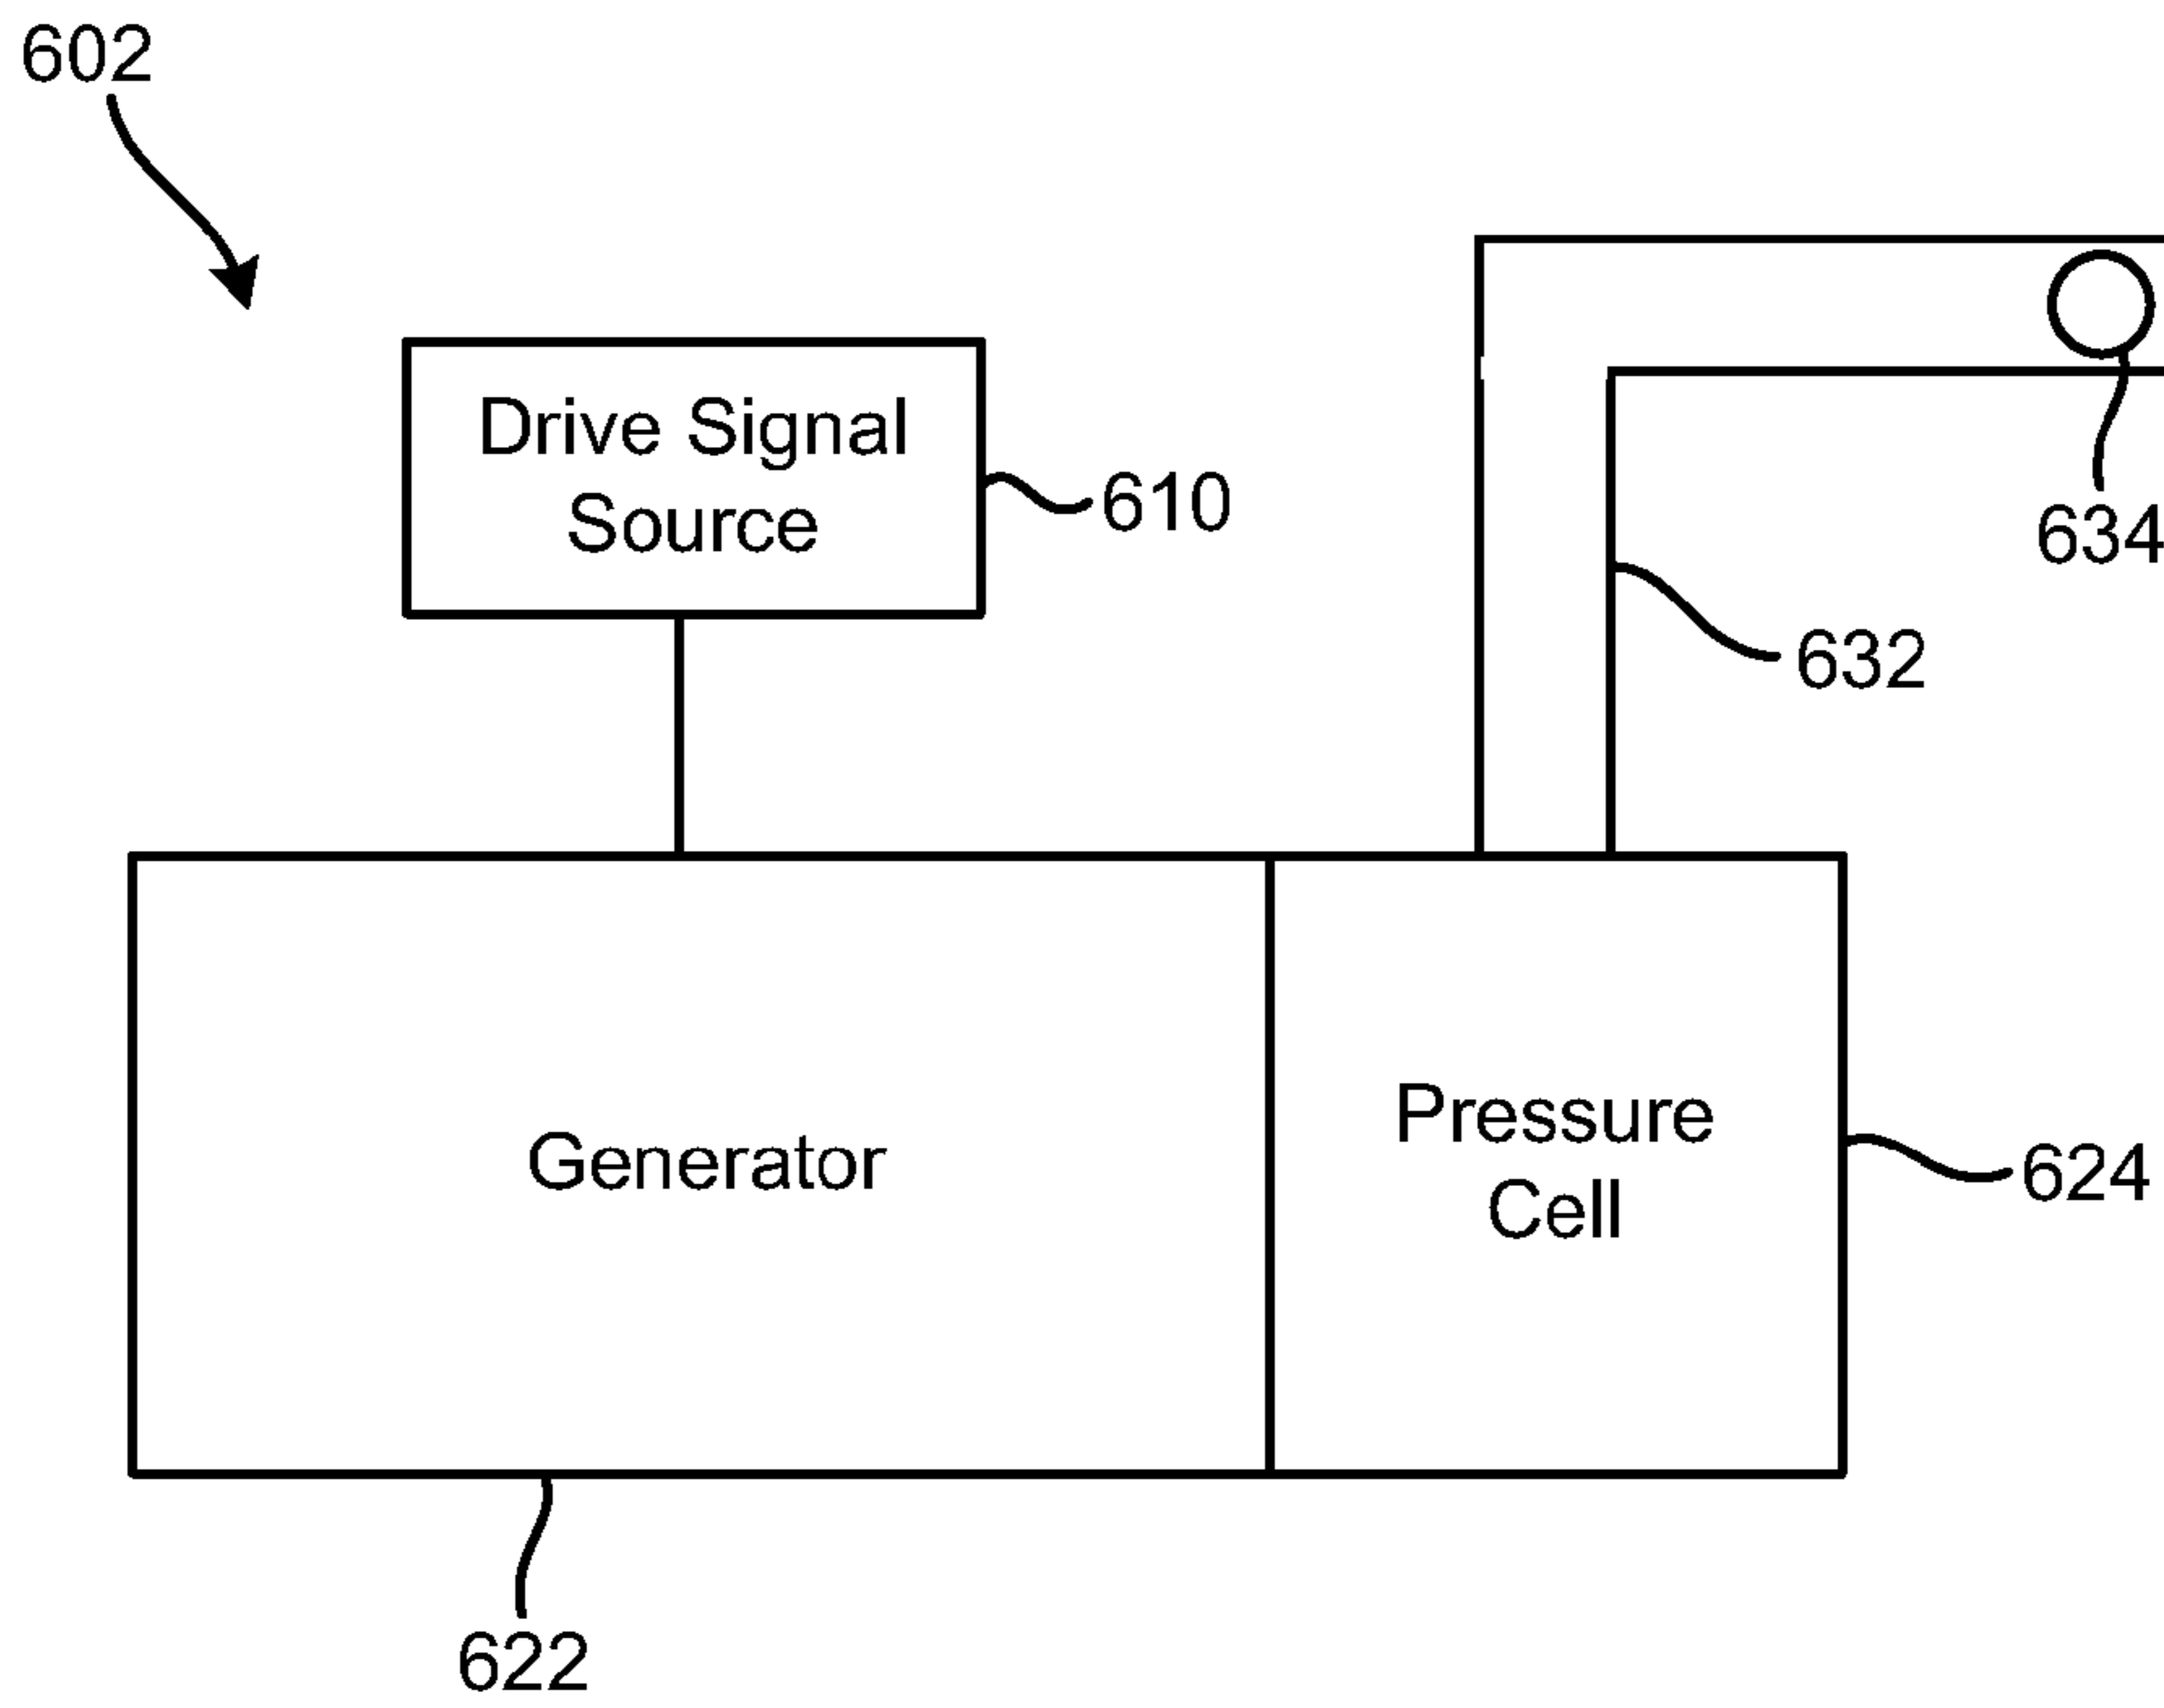 602
Drive Signal
Source
610
634
632
Generator
Pressure
Cell
624
622